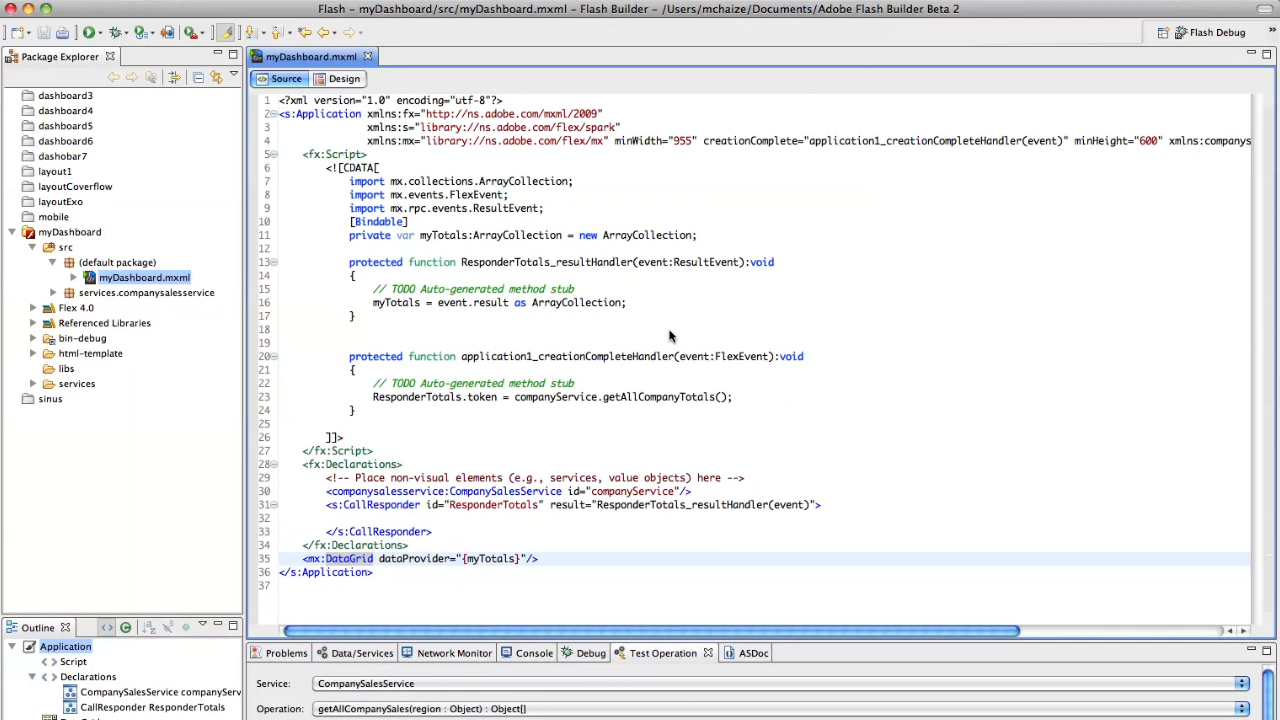 Flash - myDashboard/src/myDashboard.mxml - Flash Builder - /Users/mchaize/Documents/Adobe Flash Builder Beta 2
Flash Debug
»
Package Explorer
dashboard3
dashboard4
dashboard5
dashboard6
dashobar7
layout1
layoutCoverflow
layoutExo
mobile
myDashboard
src
(default package)
myDashboard.mxml
services.companysalesservice
Flex 4.0
Referenced Libraries
bin-debug
html-template
libs
services
sinus
myDashboard.mxml
Source Design
1 <?xml version="1.0" encoding="utf-8"?>
2 <s:Application xmlns:fx="http://ns.adobe.com/mxml/2009"
3 xmlns:s="library://ns.adobe.com/flex/spark"
4 xmlns:mx="library://ns.adobe.com/flex/mx" minWidth="955" creationComplete="application1_creationCompleteHandler(event)" minHeight="600" xmlns:companys
5 <fx:Script>
6 <![CDATA[
7 import mx.collections.ArrayCollection;
8 import mx.events.FlexEvent;
9 import mx.rpc.events.ResultEvent;
10 [Bindable]
11 private var myTotals:ArrayCollection = new ArrayCollection;
12
13 protected function ResponderTotals_resultHandler(event:ResultEvent):void
14 {
15 // TODO Auto-generated method stub
16 myTotals = event.result as ArrayCollection;
17 }
18
19
20 protected function application1_creationCompleteHandler(event:FlexEvent):void
21 {
22 // TODO Auto-generated method stub
23 ResponderTotals.token = companyService.getAllCompanyTotals();
24 }
25
26 ]]>
27 </fx:Script>
28 <fx:Declarations>
29 <!-- Place non-visual elements (e.g., services, value objects) here -->
30 <companysalesservice:CompanySalesService id="companyService"/>
31 <s:CallResponder id="ResponderTotals" result="ResponderTotals_resultHandler(event)">
32
33 </s:CallResponder>
34 </fx:Declarations>
35 <mx:DataGrid dataProvider="{myTotals}"/>
36 </s:Application>
37
Outline
Application
Script
Declarations
CompanySalesService companyServ
CallResponder ResponderTotals
Problems Data/Services Network Monitor Console Debug Test Operation ASDoc
Service: CompanySalesService
Operation: getAllCompanySales(region : Object) : Object[]